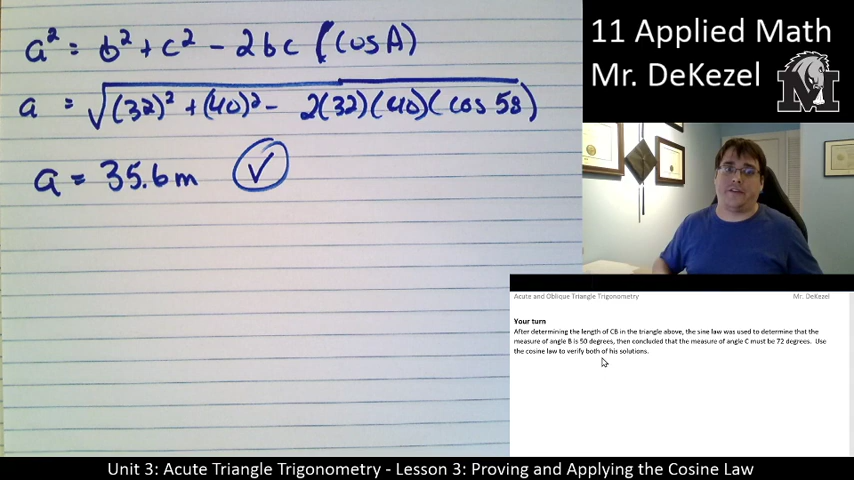 a² = b² + c² - 2bc (cosA)
a = √(32)² + (40)² - 2(32)(40)(cos 58)
a = 35.6m ✓
11 Applied Math
Mr. DeKezel
M
Acute and Oblique Triangle Trigonometry Mr. DeKezel
Your turn
After determining the length of CB in the triangle above, the sine law was used to determine that the
measure of angle B is 50 degrees, then concluded that the measure of angle C must be 72 degrees. Use
the cosine law to verify both of his solutions.
Unit 3: Acute Triangle Trigonometry - Lesson 3: Proving and Applying the Cosine Law